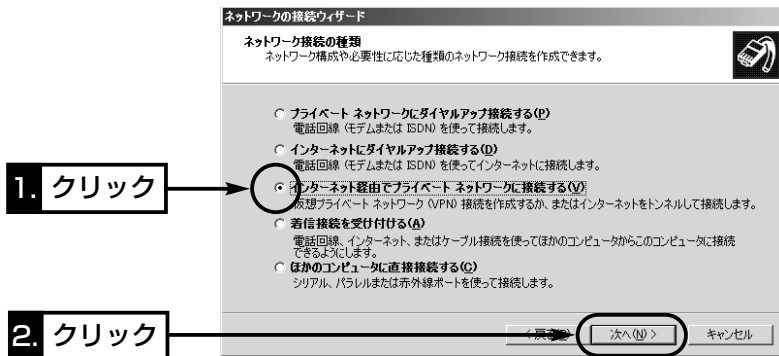 ネットワークの接続ウィザード
ネットワーク接続の種類
ネットワーク構成や必要性に応じた種類のネットワーク接続を作成できます。
プライベート ネットワークにダイヤルアップ接続する(P)
電話回線 (モデムまたは ISDN) を使って接続します。
インターネットにダイヤルアップ接続する(D)
電話回線 (モデムまたは ISDN) を使ってインターネットに接続します。
1. クリック
インターネット経由でプライベート ネットワークに接続する(V)
仮想プライベート ネットワーク (VPN) 接続を作成するか、またはインターネットをトンネルして接続します。
着信接続を受け付ける(A)
電話回線、インターネット、またはケーブル接続を使ってほかのコンピュータからこのコンピュータに接続
できるようにします。
ほかのコンピュータに直接接続する(C)
シリアル、パラレルまたは赤外線ポートを使って接続します。
2. クリック
次へ(N) >
キャンセル